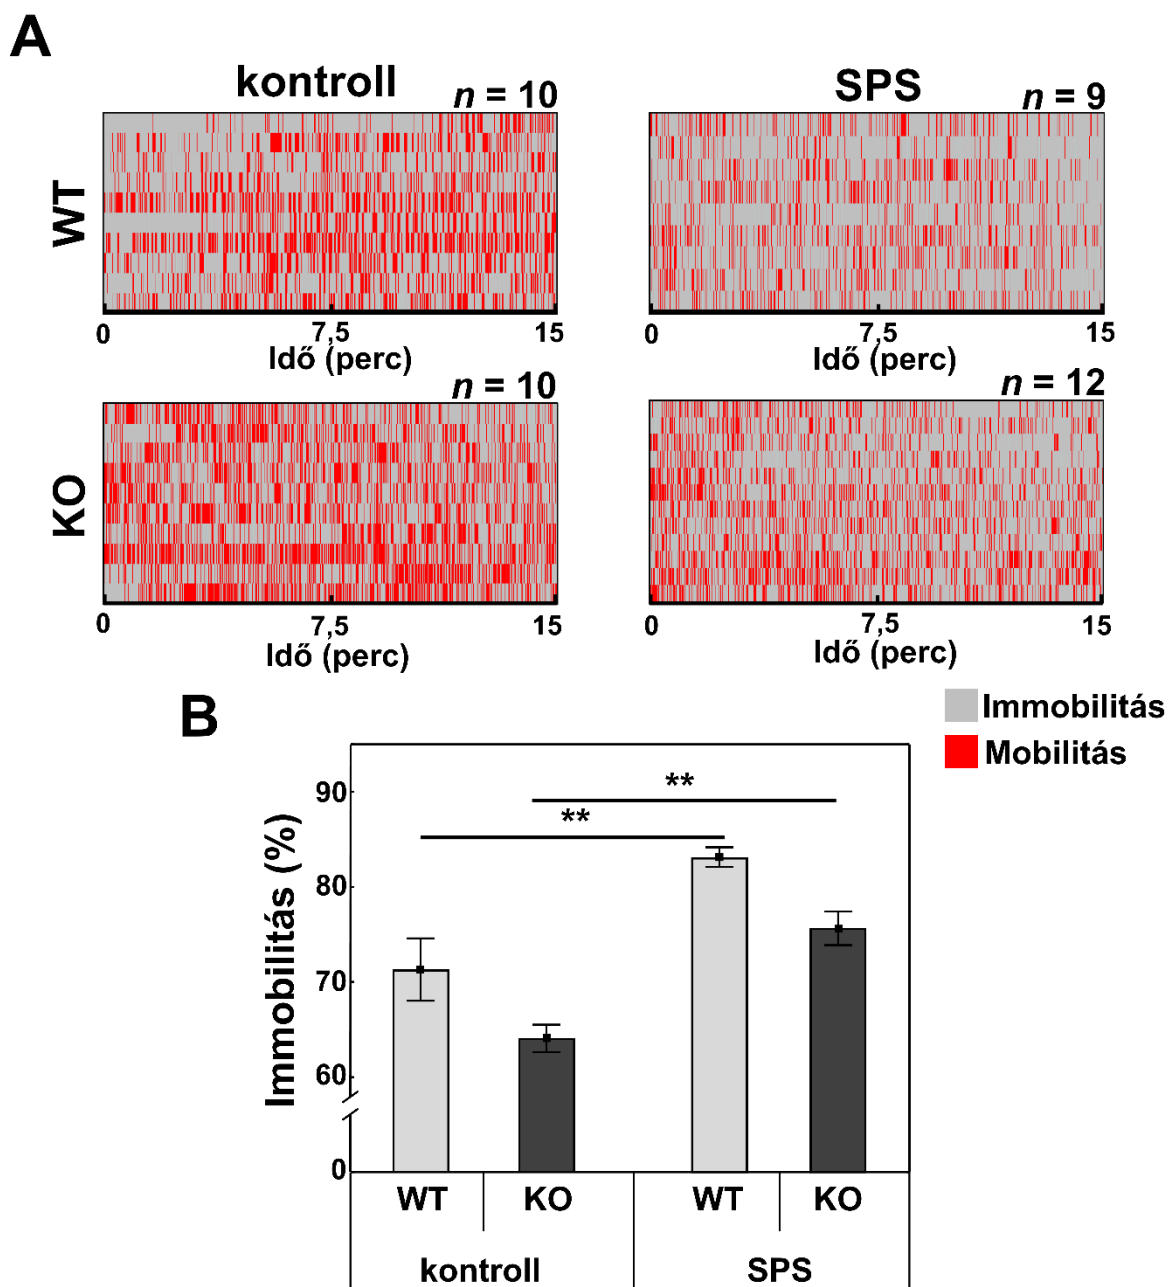 A
kontroll
n = 10
SPS
n = 9
WT
0
7,5
15
Idő (perc)
0
7,5
15
Idő (perc)
n = 10
n = 12
KO
0
7,5
15
Idő (perc)
0
7,5
15
Idő (perc)
Immobilitás
Mobilitás
B
Immobilitás (%)
90
80
70
60
0
**
**
WT
KO
WT
KO
kontroll
SPS